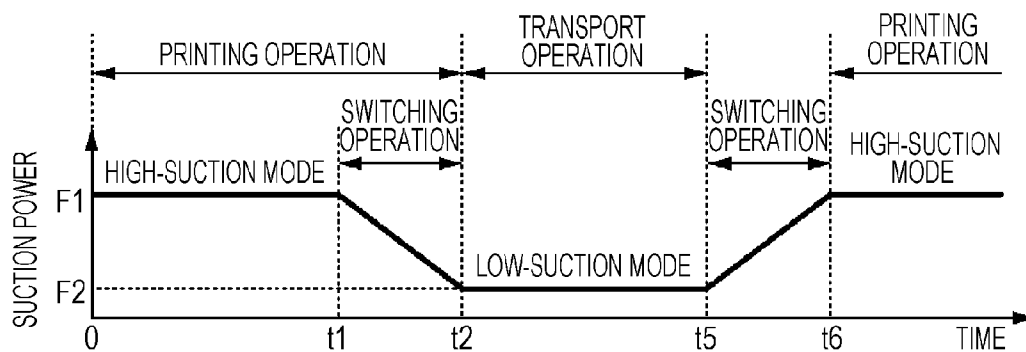 PRINTING OPERATION
TRANSPORT
OPERATION
PRINTING
OPERATION
SWITCHING
OPERATION
SWITCHING
OPERATION
HIGH-SUCTION MODE
HIGH-SUCTION
MODE
LOW-SUCTION MODE
SUCTION POWER
F1
F2
0
t1
t2
t5
t6
TIME